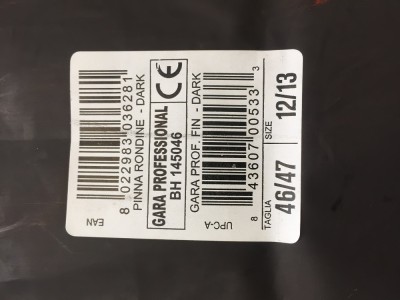 EAN
8 022983 036281
PINNA RONDINE - DARK
GARA PROFESSIONAL
BH 145046
CE
GARA PROF. FIN - DARK
UPC-A
8 43607 00533 3
TAGLIA SIZE
46/47 12/13